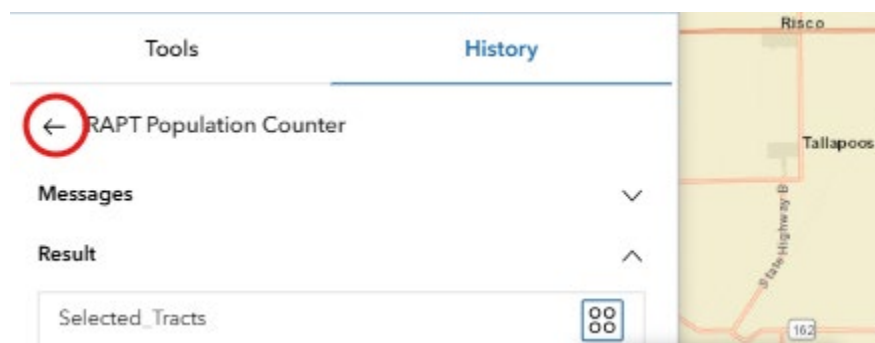 Tools
History
RAPT Population Counter
Messages
Result
Selected_Tracts
Risco
Tallapoos
State Highway B
162